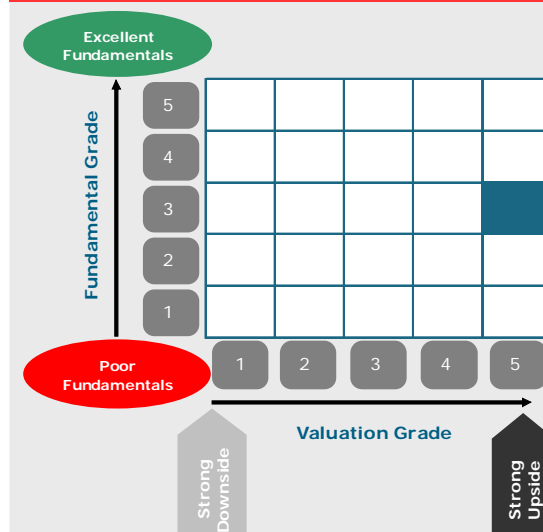 Excellent
Fundamentals
Fundamental Grade
5
4
3
2
1
Poor
Fundamentals
1
2
3
4
5
Valuation Grade
Strong
Downside
Strong
Upside